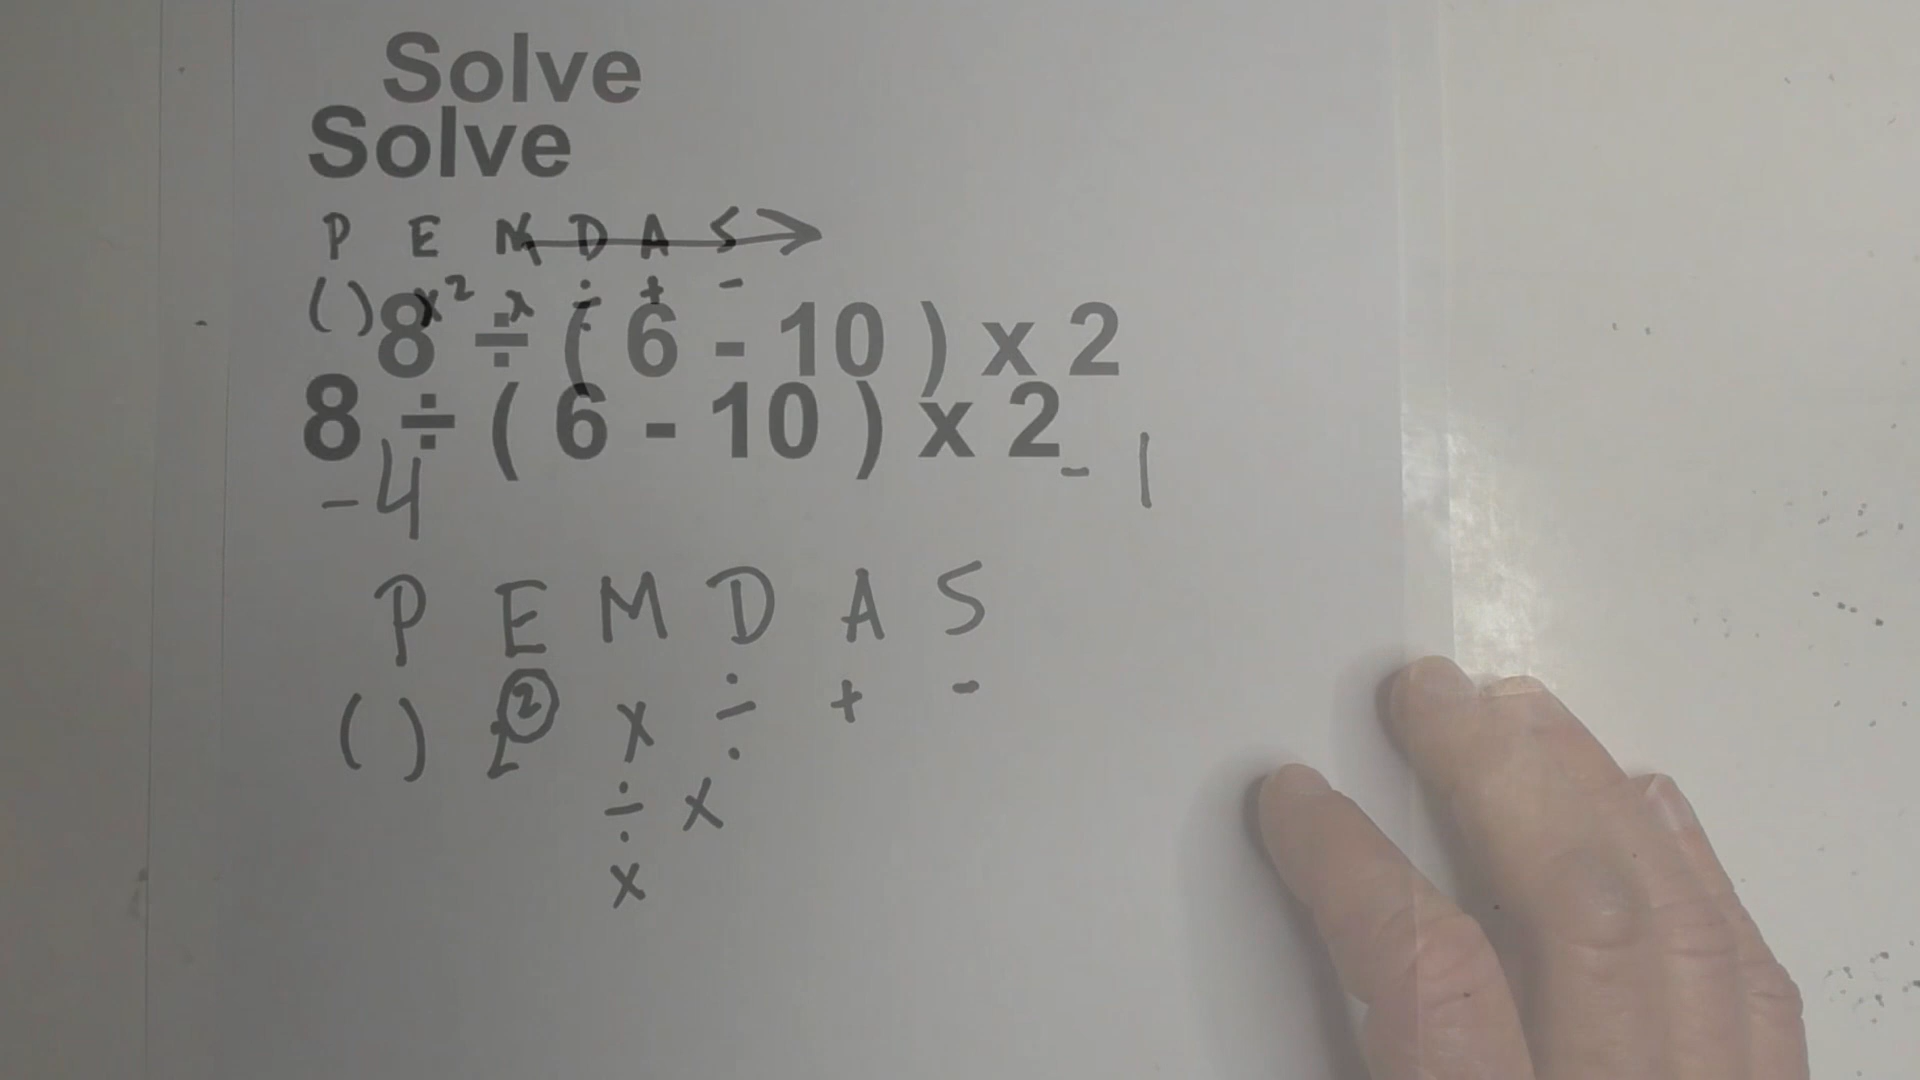 Solve
Solve
P E M D A S
( ) x² x ÷ + -
8 ÷ ( 6 - 10 ) x 2
8 ÷ ( 6 - 10 ) x 2
-4 - 1
P E M D A S
( ) 2 x ÷ + -
÷ x
x